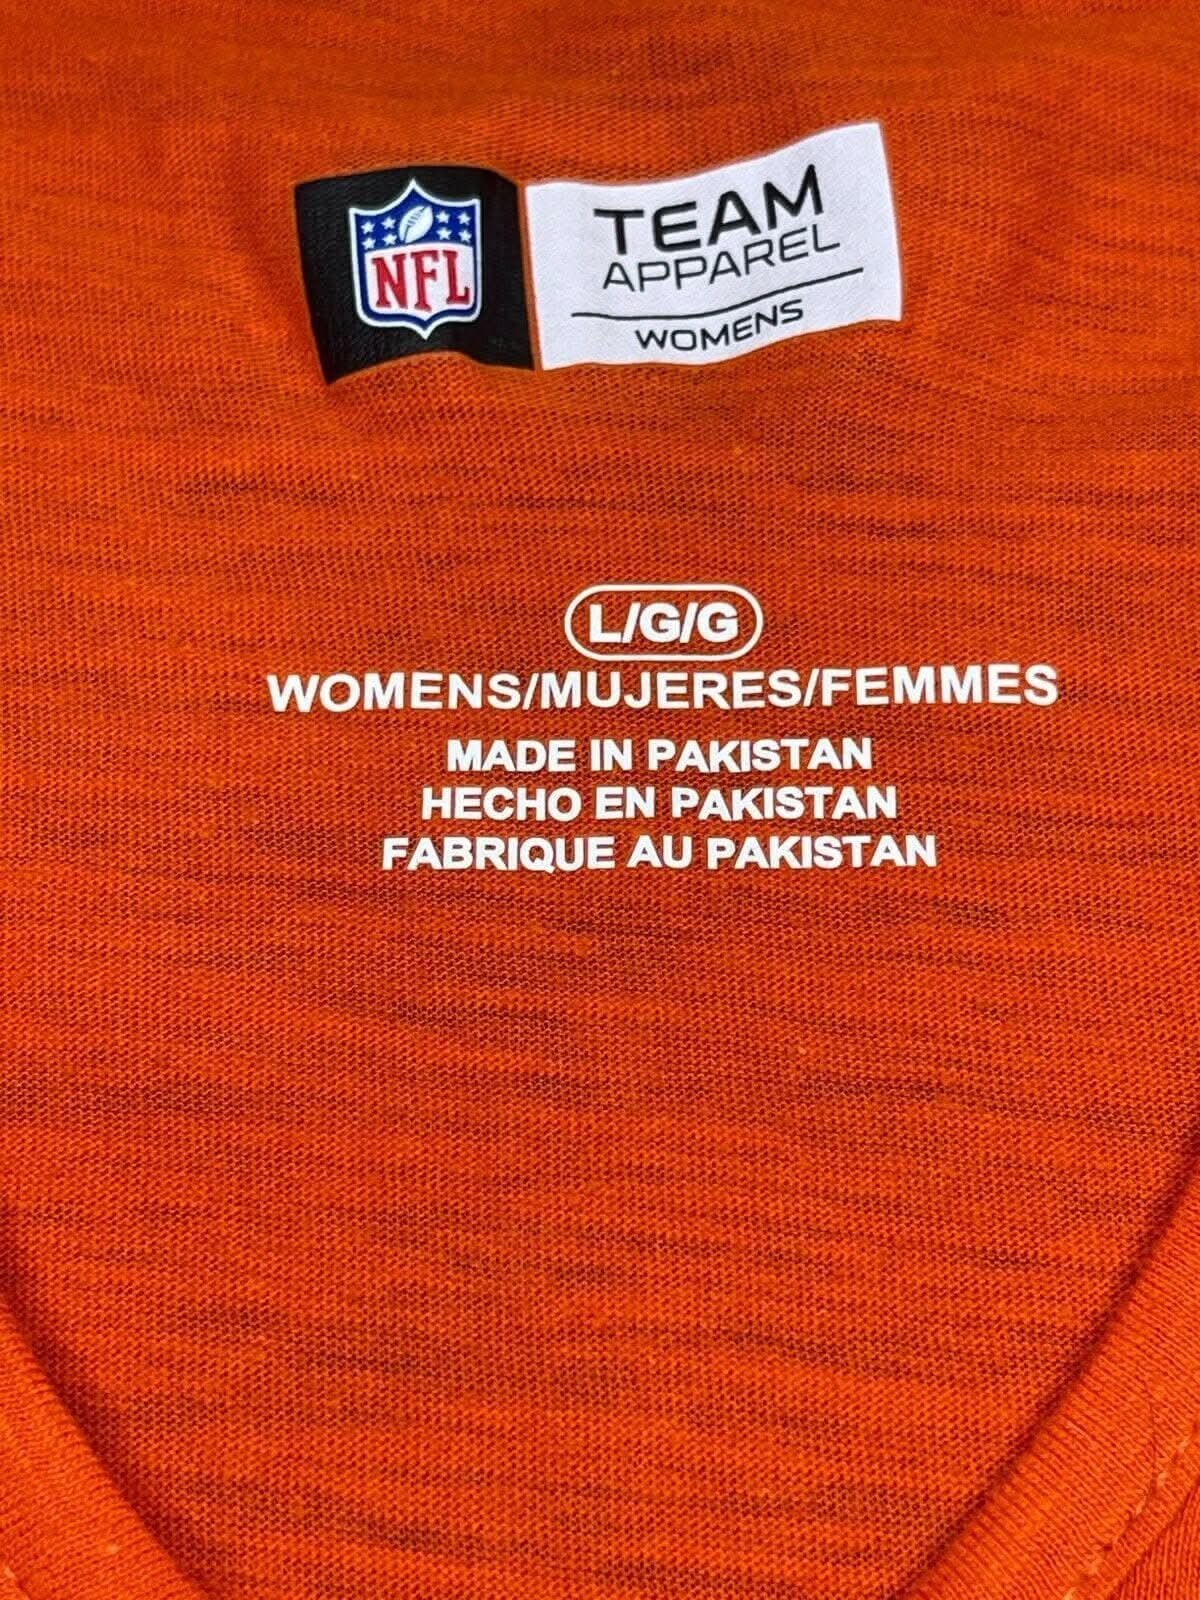 NFL
TEAM
APPAREL
WOMENS
L/G/G
WOMENS/MUJERES/FEMMES
MADE IN PAKISTAN
HECHO EN PAKISTAN
FABRIQUE AU PAKISTAN